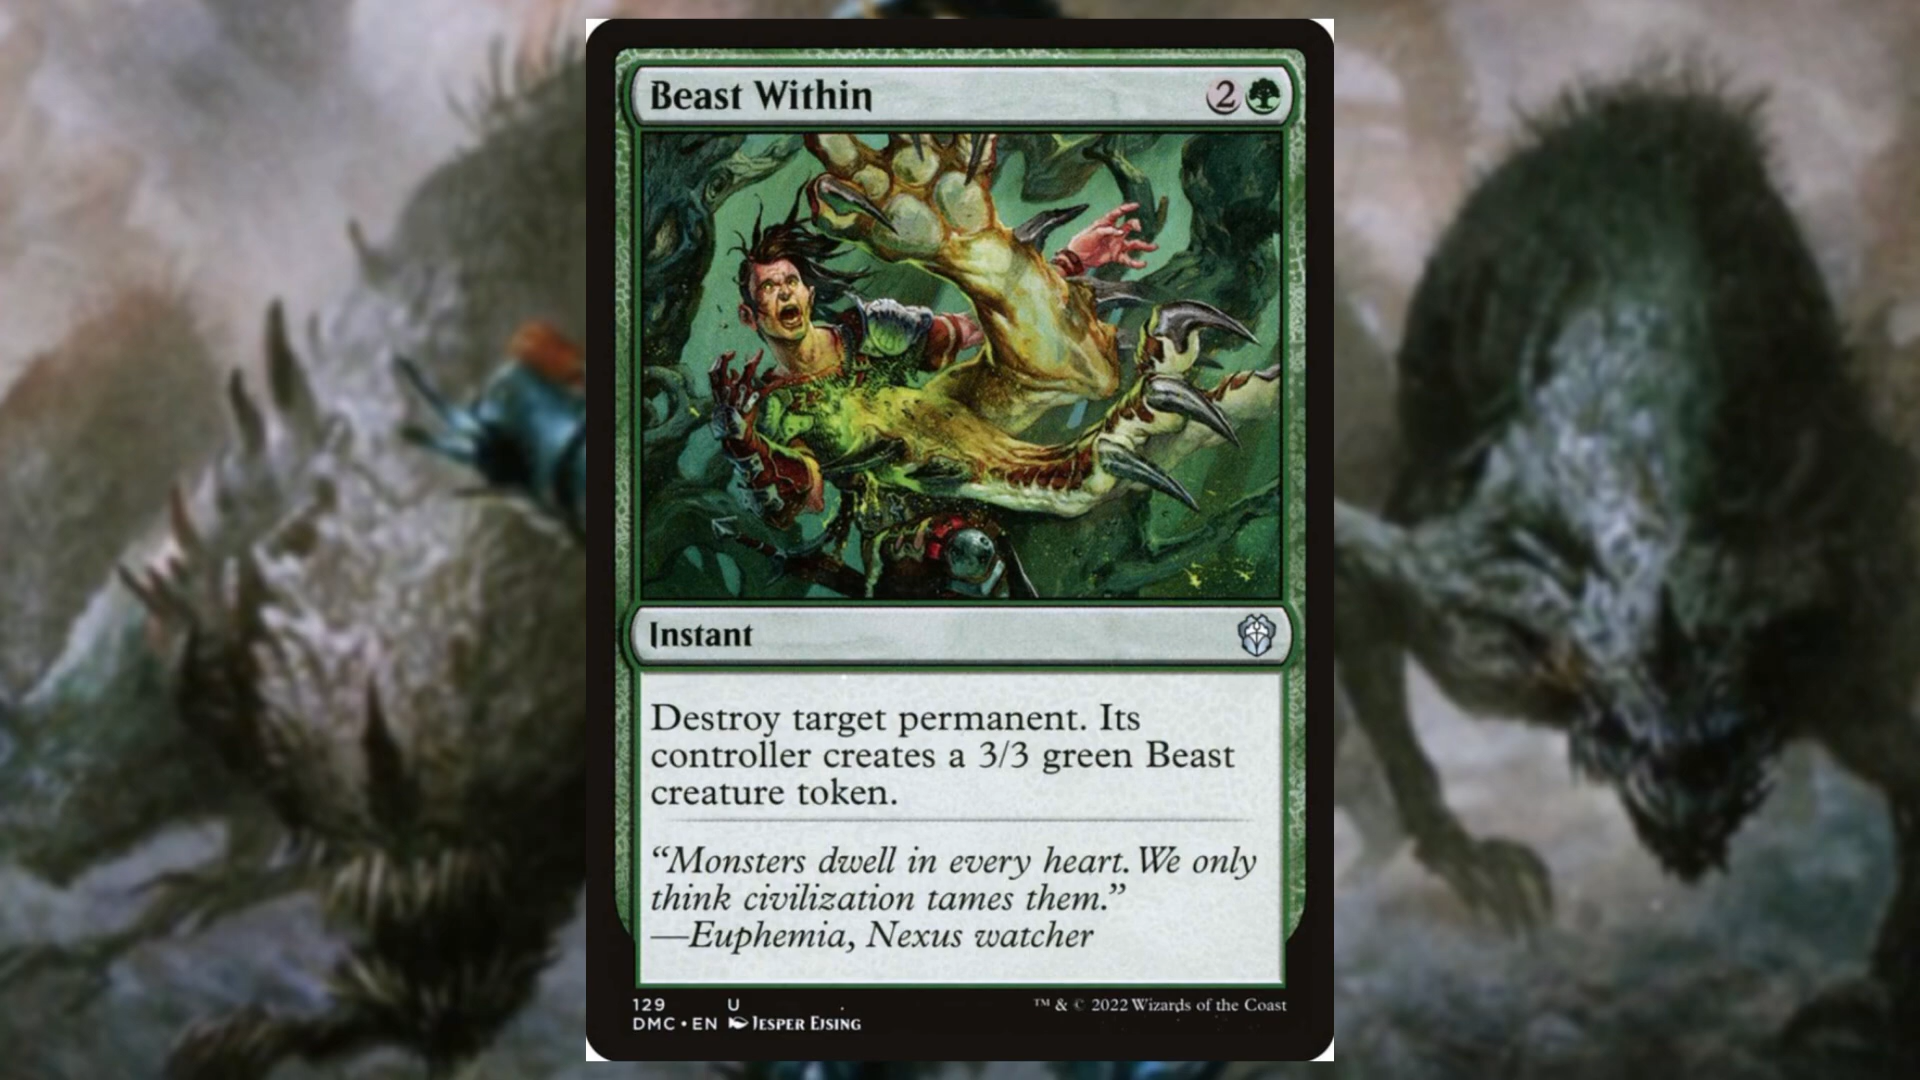 Beast Within 2
Instant
Destroy target permanent. Its
controller creates a 3/3 green Beast
creature token.
“Monsters dwell in every heart. We only
think civilization tames them.”
—Euphemia, Nexus watcher
129 U
™ & © 2022 Wizards of the Coast
DMC • EN JESPER EJSING